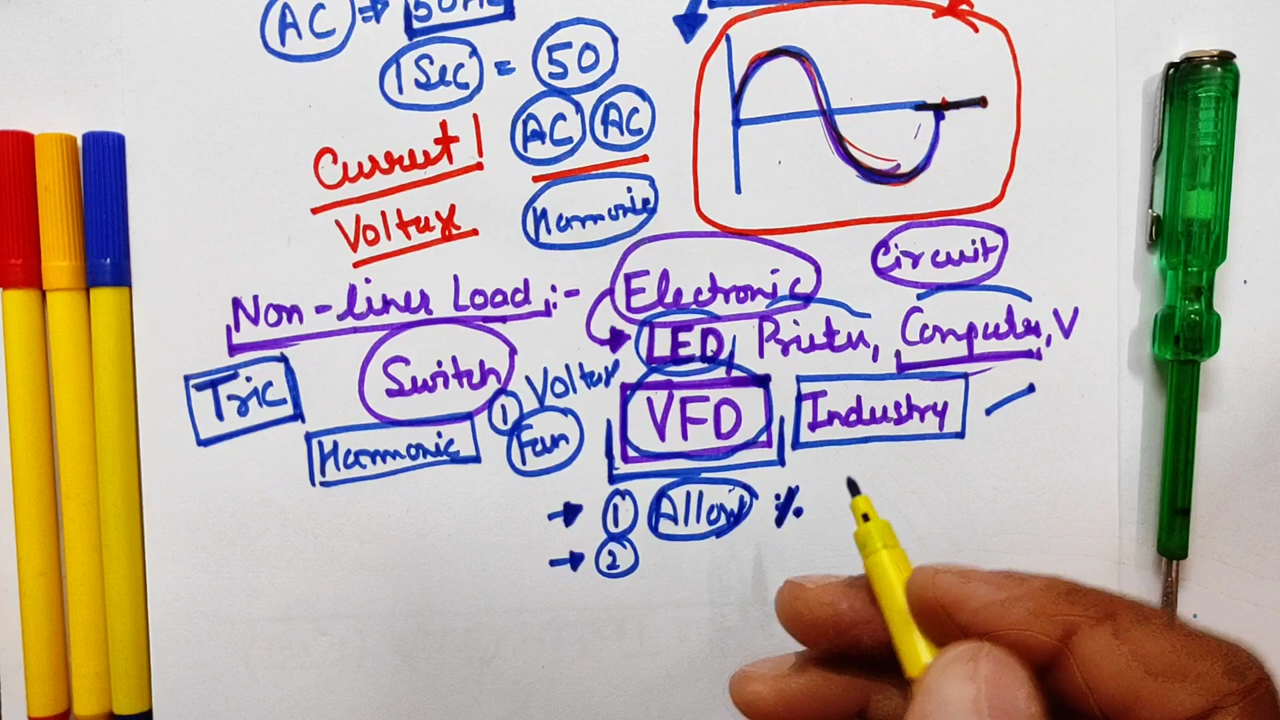 AC ⇒ 50Hz
1 Sec = 50
Current AC AC
Voltage Harmonic
Circuit
Non-liner Load :- Electronic
LED, Printer, Computer, V
Tric Switch Voltage
VFD Industry
Harmonic 1 Fan
→ 1 Allow %
→ 2